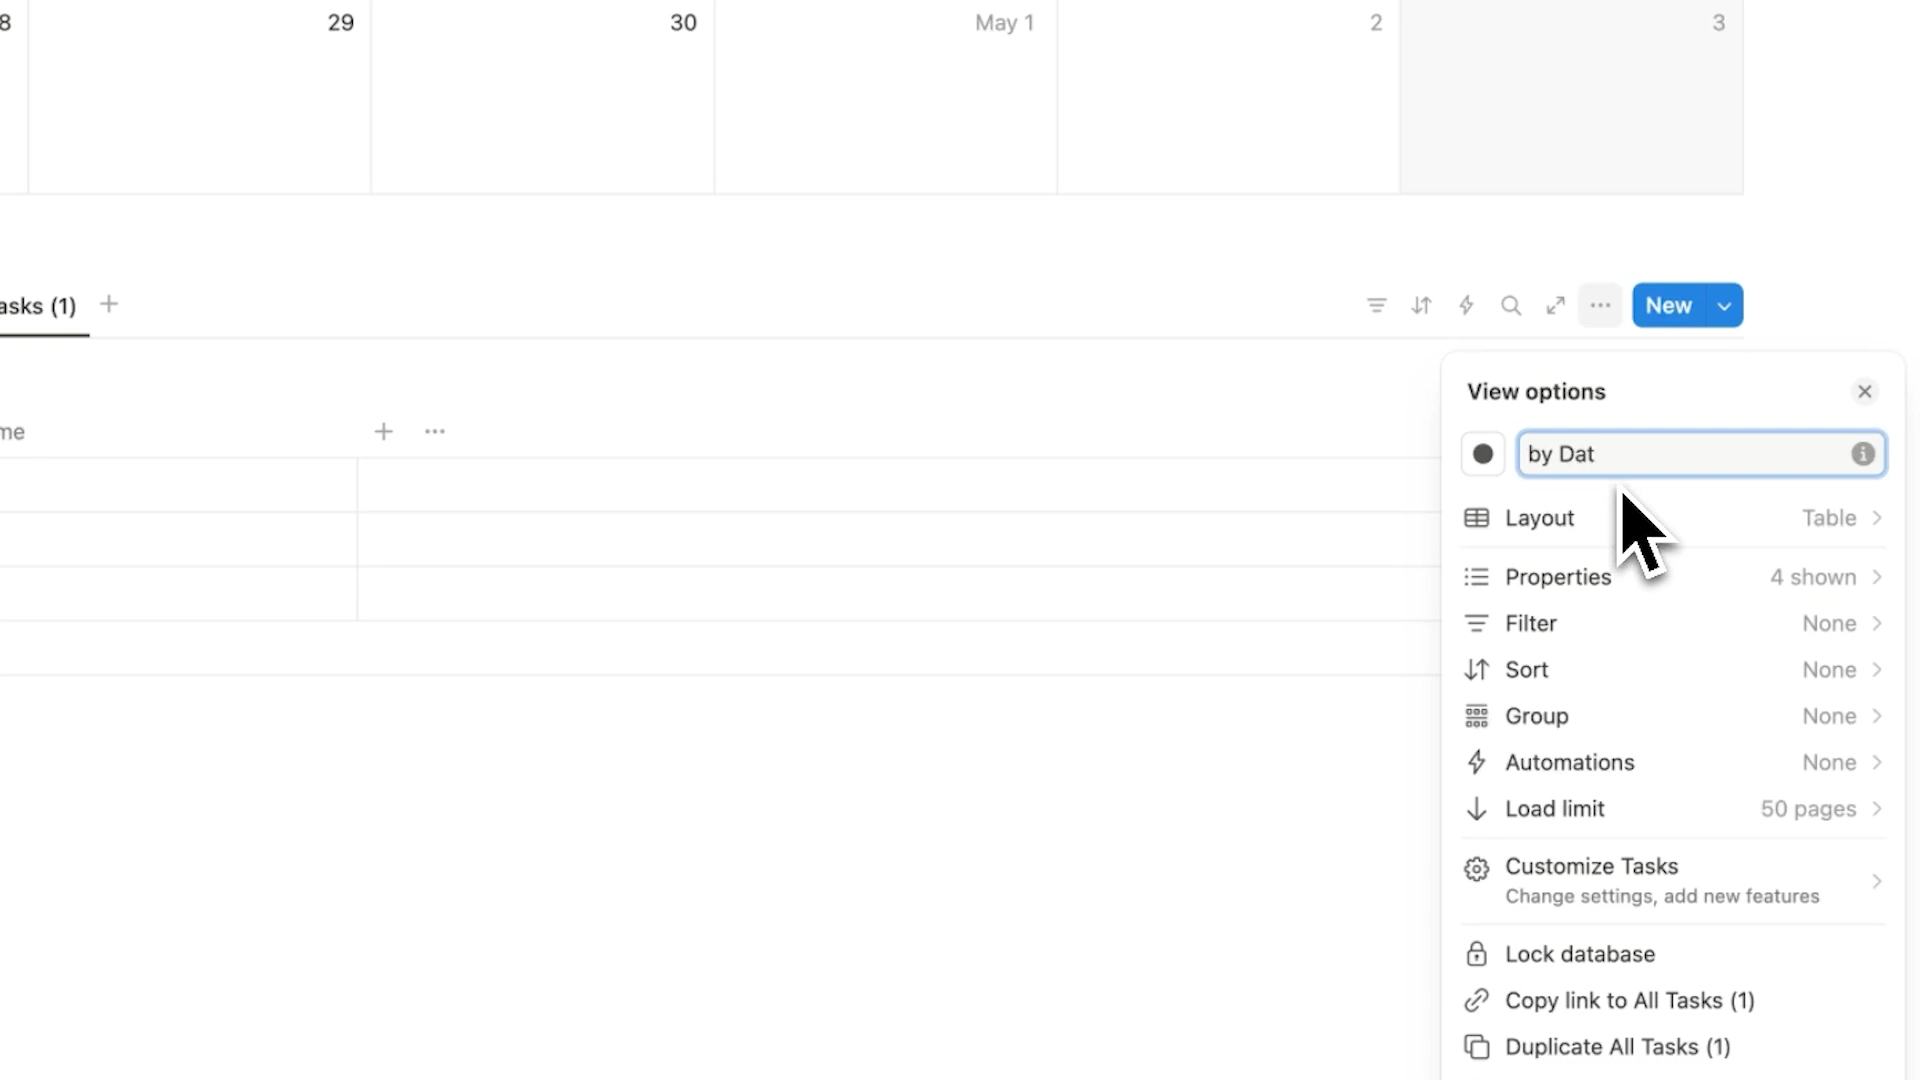 8 29 30 May 1 2 3
asks (1)
New
View options
me
by Dat
Layout Table
Properties 4 shown
Filter None
Sort None
Group None
Automations None
Load limit 50 pages
Customize Tasks
Change settings, add new features
Lock database
Copy link to All Tasks (1)
Duplicate All Tasks (1)